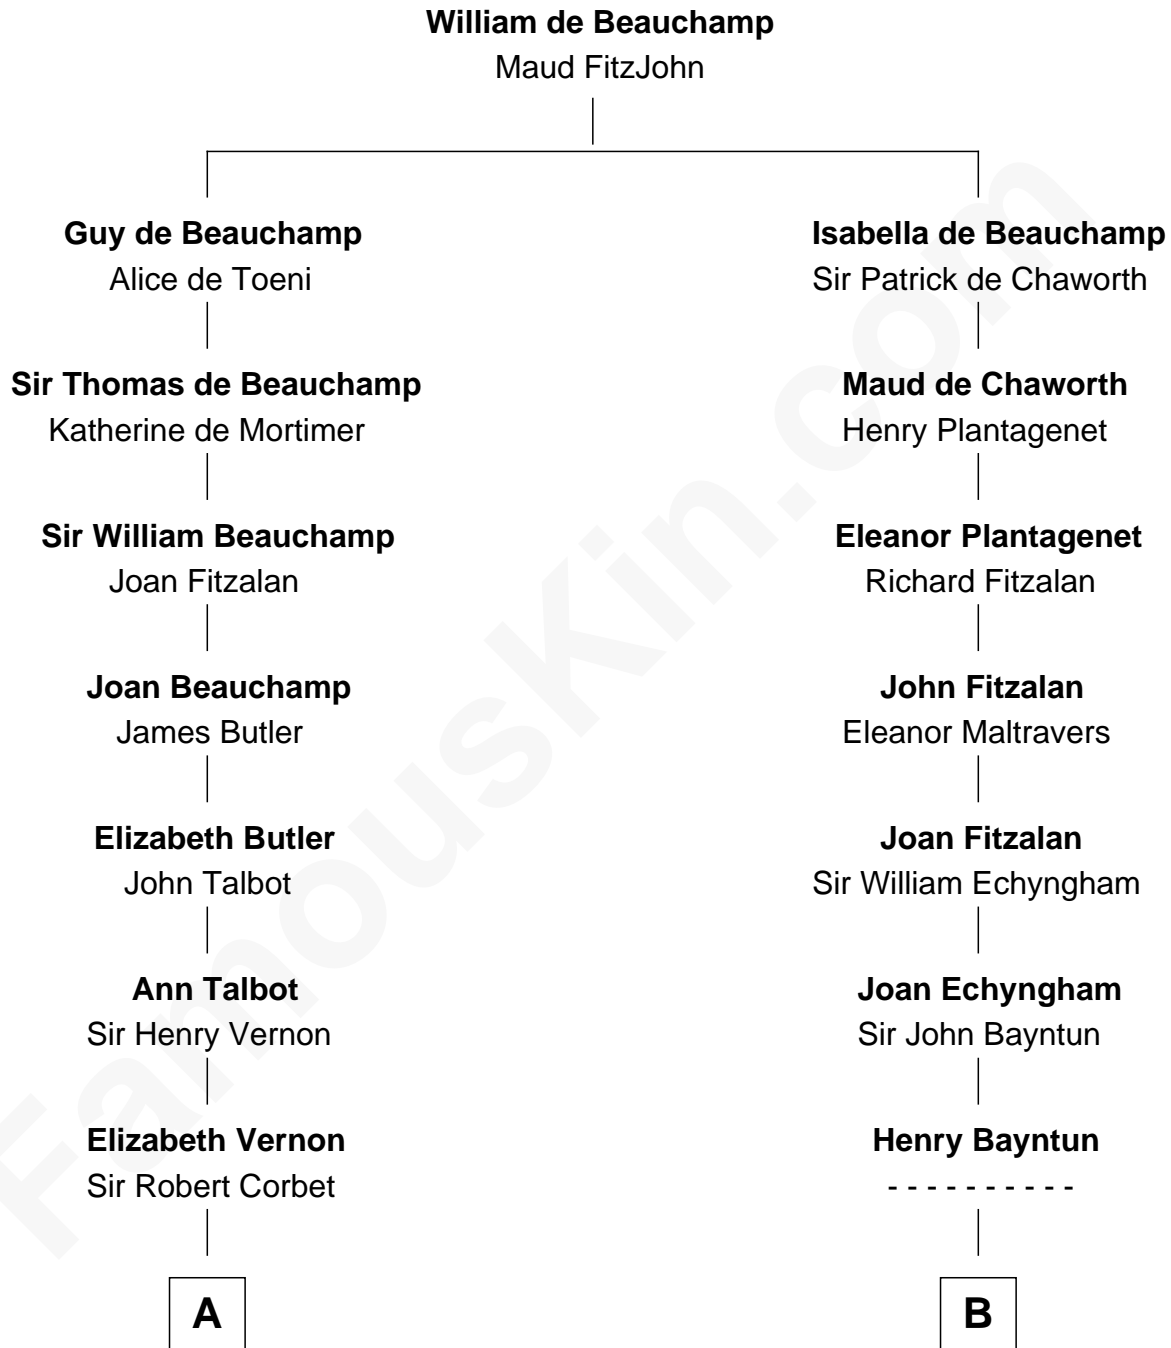 William de Beauchamp
Maud FitzJohn
Guy de Beauchamp
Alice de Toeni
Isabella de Beauchamp
Sir Patrick de Chaworth
Sir Thomas de Beauchamp
Katherine de Mortimer
Maud de Chaworth
Henry Plantagenet
Sir William Beauchamp
Joan Fitzalan
Eleanor Plantagenet
Richard Fitzalan
Joan Beauchamp
James Butler
John Fitzalan
Eleanor Maltravers
Elizabeth Butler
John Talbot
Joan Fitzalan
Sir William Echyngham
Ann Talbot
Sir Henry Vernon
Joan Echyngham
Sir John Bayntun
Elizabeth Vernon
Sir Robert Corbet
Henry Bayntun
- - - - - - - - - -
A
B
FamousKin.com